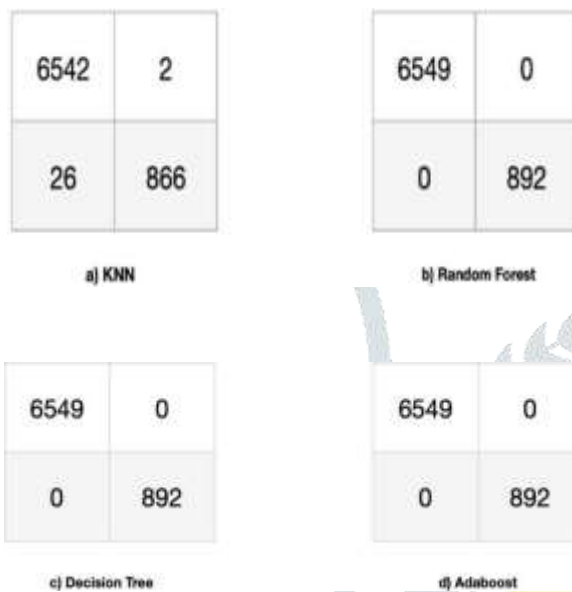 6542 2
26 866
a) KNN
6549 0
0 892
b) Random Forest
6549 0
0 892
c) Decision Tree
6549 0
0 892
d) Adaboost